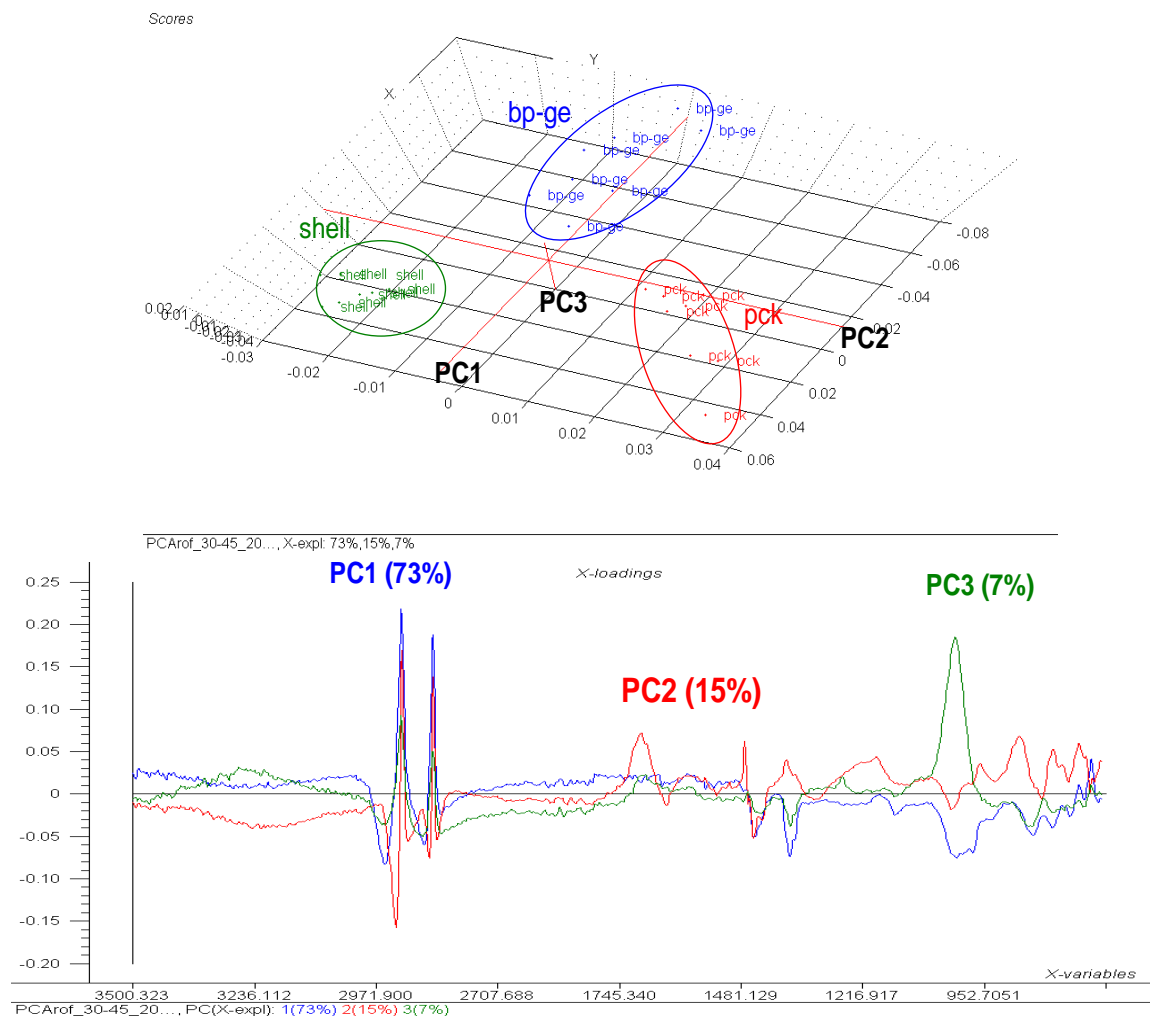 Scores
Y
X
bp-ge
bp-ge
bp-ge
bp-ge
bp-ge
bp-ge
bp-ge
bp-ge
bp-ge
-0.08
-0.06
-0.04
-0.02
0
0.02
0.04
0.06
shell
shell
shell
shell
shell
shell
shell
shell
pck
pck
pck
pck
pck
pck
pck
pck
pck
PC3
PC2
PC1
0.02
0.01
-0.04
-0.03
-0.02
-0.01
0
0.01
0.02
0.03
0.04
PCArof_30-45_20..., X-expl: 73%,15%,7%
PC1 (73%)
X-loadings
PC3 (7%)
PC2 (15%)
0.25
0.20
0.15
0.10
0.05
0
-0.05
-0.10
-0.15
-0.20
X-variables
3500.323 3236.112 2971.900 2707.688 1745.340 1481.129 1216.917 952.7051
PCArof_30-45_20..., PC(X-expl): 1(73%) 2(15%) 3(7%)